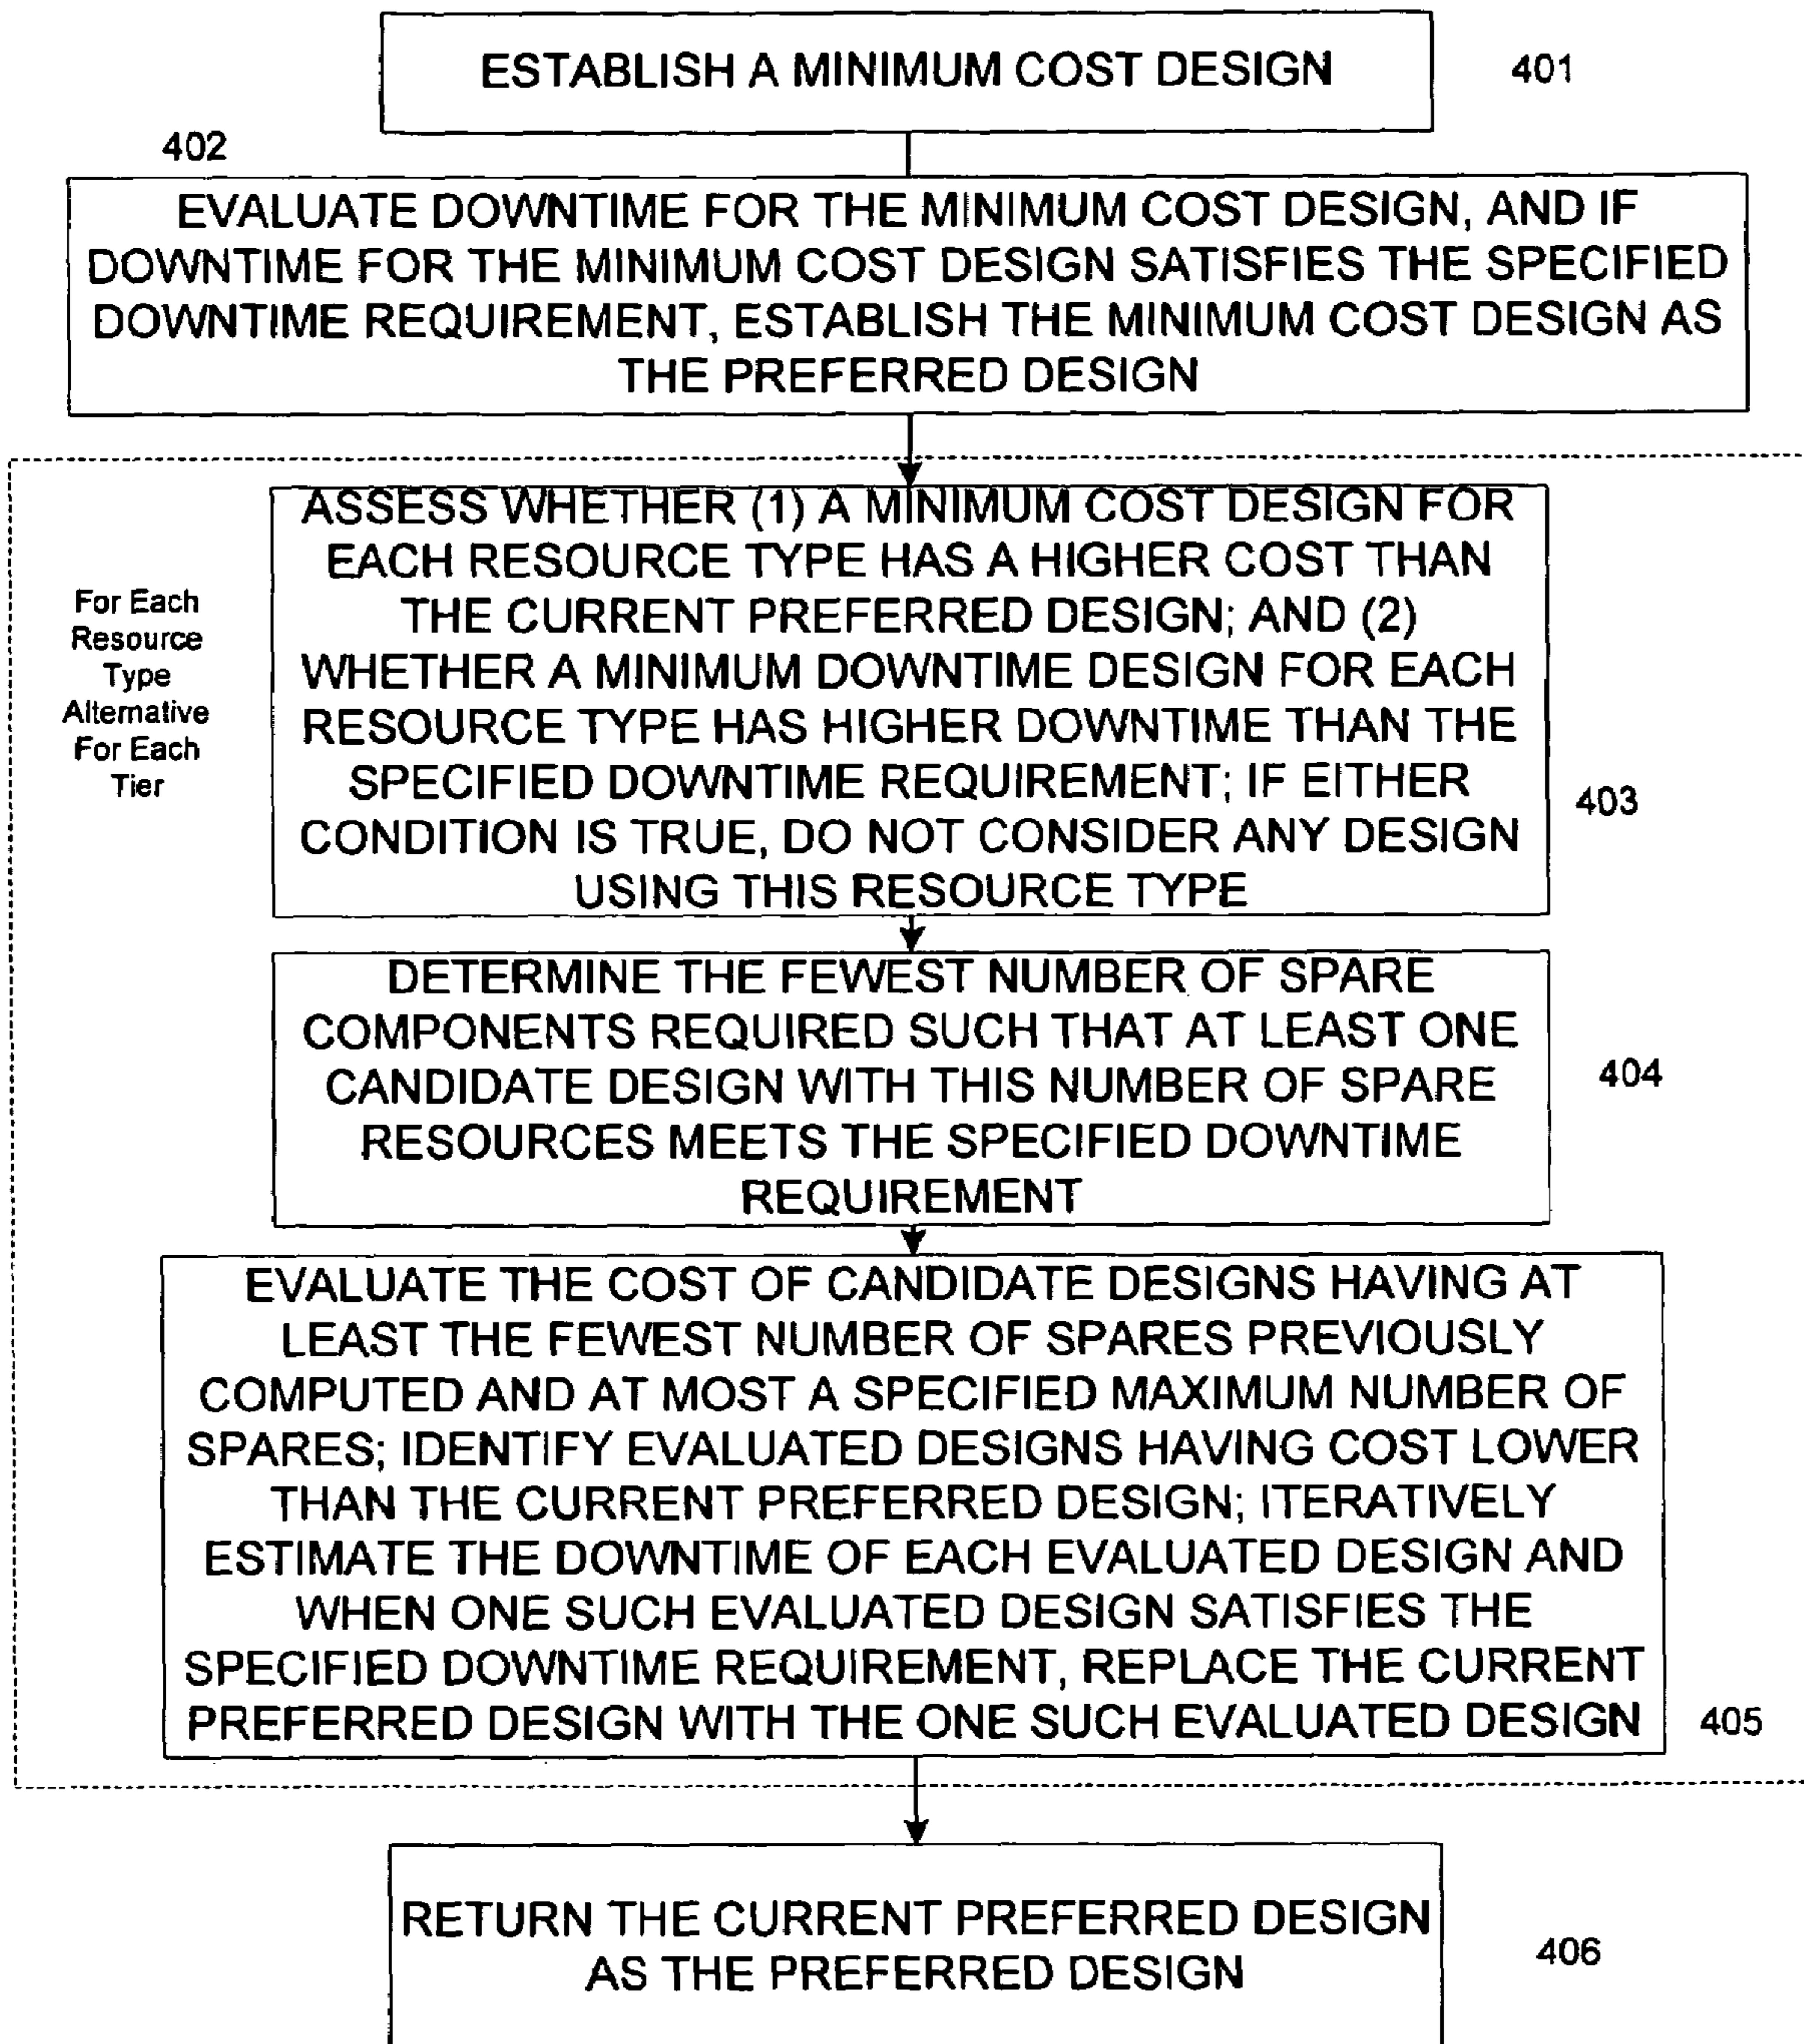 ESTABLISH A MINIMUM COST DESIGN
401
402
EVALUATE DOWNTIME FOR THE MINIMUM COST DESIGN, AND IF
DOWNTIME FOR THE MINIMUM COST DESIGN SATISFIES THE SPECIFIED
DOWNTIME REQUIREMENT, ESTABLISH THE MINIMUM COST DESIGN AS
THE PREFERRED DESIGN
For Each
Resource
Type
Alternative
For Each
Tier
ASSESS WHETHER (1) A MINIMUM COST DESIGN FOR
EACH RESOURCE TYPE HAS A HIGHER COST THAN
THE CURRENT PREFERRED DESIGN; AND (2)
WHETHER A MINIMUM DOWNTIME DESIGN FOR EACH
RESOURCE TYPE HAS HIGHER DOWNTIME THAN THE
SPECIFIED DOWNTIME REQUIREMENT; IF EITHER
CONDITION IS TRUE, DO NOT CONSIDER ANY DESIGN
USING THIS RESOURCE TYPE
403
DETERMINE THE FEWEST NUMBER OF SPARE
COMPONENTS REQUIRED SUCH THAT AT LEAST ONE
CANDIDATE DESIGN WITH THIS NUMBER OF SPARE
RESOURCES MEETS THE SPECIFIED DOWNTIME
REQUIREMENT
404
EVALUATE THE COST OF CANDIDATE DESIGNS HAVING AT
LEAST THE FEWEST NUMBER OF SPARES PREVIOUSLY
COMPUTED AND AT MOST A SPECIFIED MAXIMUM NUMBER OF
SPARES; IDENTIFY EVALUATED DESIGNS HAVING COST LOWER
THAN THE CURRENT PREFERRED DESIGN; ITERATIVELY
ESTIMATE THE DOWNTIME OF EACH EVALUATED DESIGN AND
WHEN ONE SUCH EVALUATED DESIGN SATISFIES THE
SPECIFIED DOWNTIME REQUIREMENT, REPLACE THE CURRENT
PREFERRED DESIGN WITH THE ONE SUCH EVALUATED DESIGN
405
RETURN THE CURRENT PREFERRED DESIGN
AS THE PREFERRED DESIGN
406